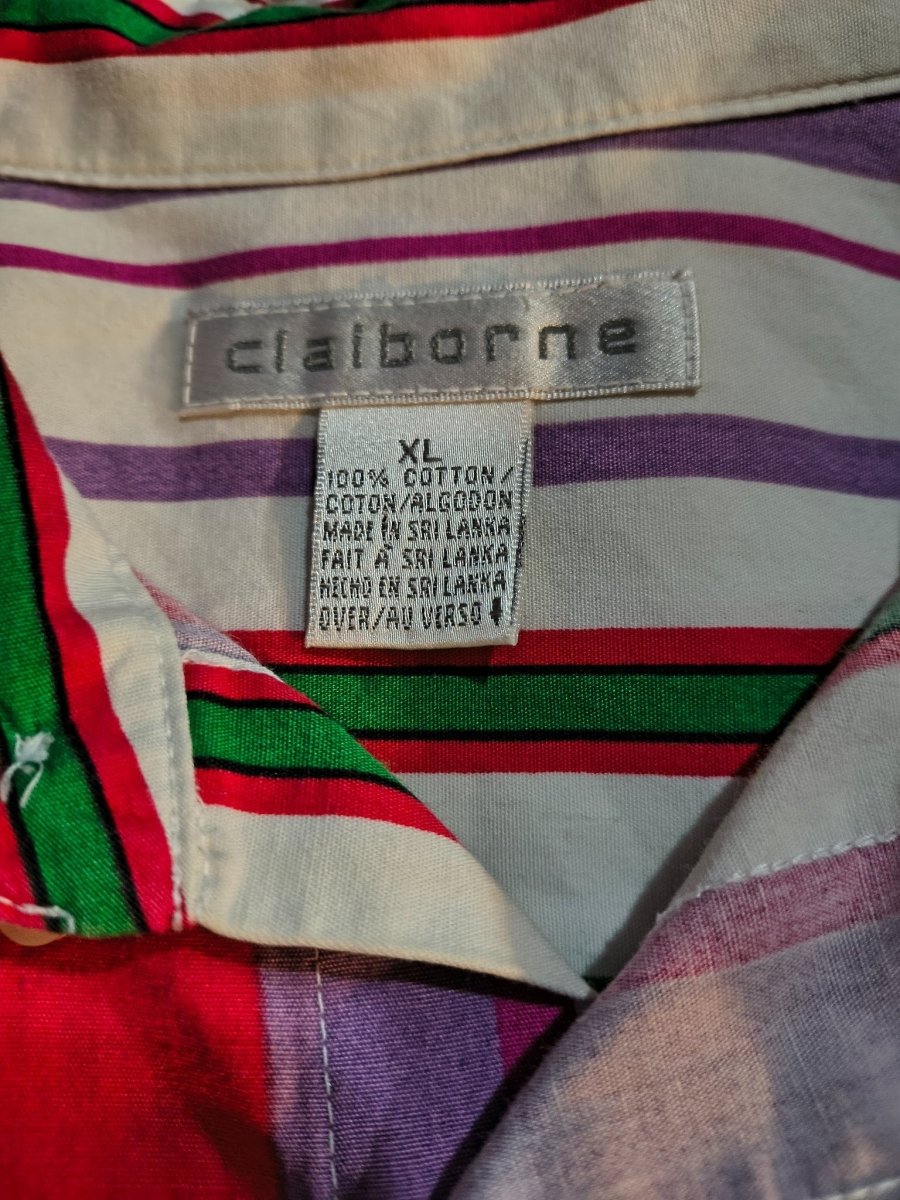 claiborne
XL
100% COTTON/
COTON/ALGODON
MADE IN SRI LANKA
FAIT À SRI LANKA
HECHO EN SRI LANKA
OVER/AU VERSO